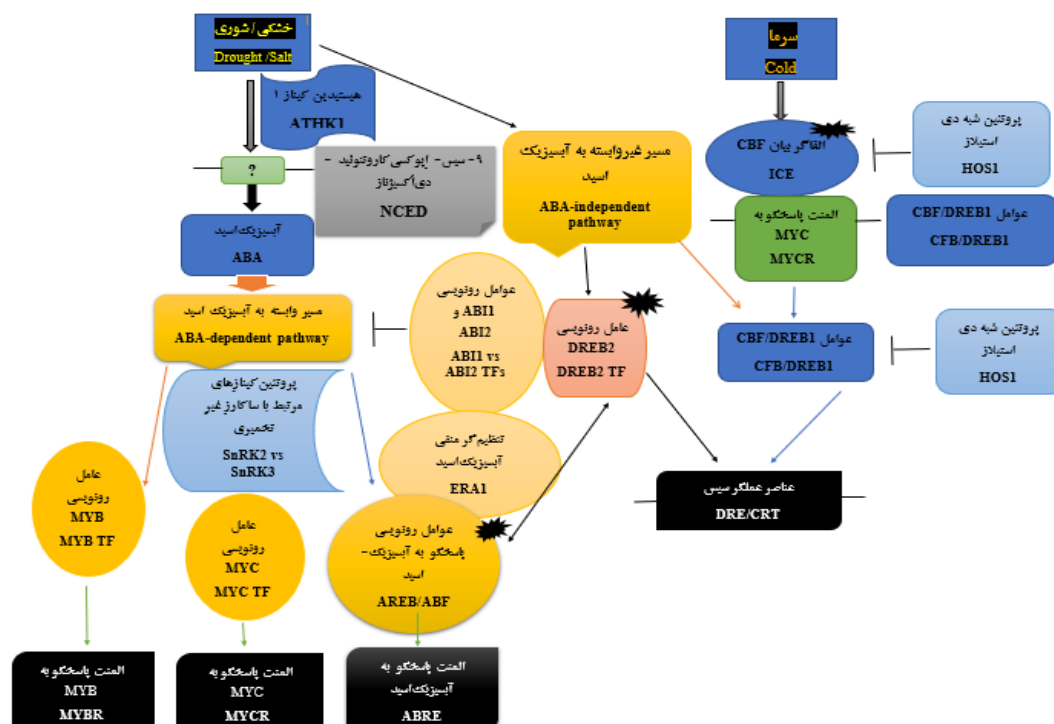 خشکی/شوری
Drought /Salt
سرما
Cold
هیستیدین کیناز ۱
ATHK1
?
۹- سیس- اپوکسی کاروتنوئید -
دی‌اکسیژناز
NCED
مسیر غیروابسته به آبسیزیک
اسید
ABA-independent
pathway
القاگر بیان CBF
ICE
پروتئین شبه دی
استیلاز
HOS1
المنت پاسخگو به
MYC
MYCR
عوامل CBF/DREB1
CFB/DREB1
آبسیزیک‌اسید
ABA
مسیر وابسته به آبسیزیک اسید
ABA-dependent pathway
عوامل رونویسی
ABI1 و
ABI2
ABI1 vs
ABI2 TFs
عامل رونویسی
DREB2
DREB2 TF
عوامل CBF/DREB1
CFB/DREB1
پروتئین شبه دی
استیلاز
HOS1
پروتئین کینازهای
مرتبط با ساکارز غیر
تخمیری
SnRK2 vs
SnRK3
تنظیم‌گر منفی
آبسیزیک‌اسید
ERA1
عناصر عملگر سیس
DRE/CRT
عامل
رونویسی
MYB
MYB TF
عامل
رونویسی
MYC
MYC TF
عوامل رونویسی
پاسخگو به آبسیزیک-
اسید
AREB/ABF
المنت پاسخگو به
MYB
MYBR
المنت پاسخگو به
MYC
MYCR
المنت پاسخگو به
آبسیزیک‌اسید
ABRE